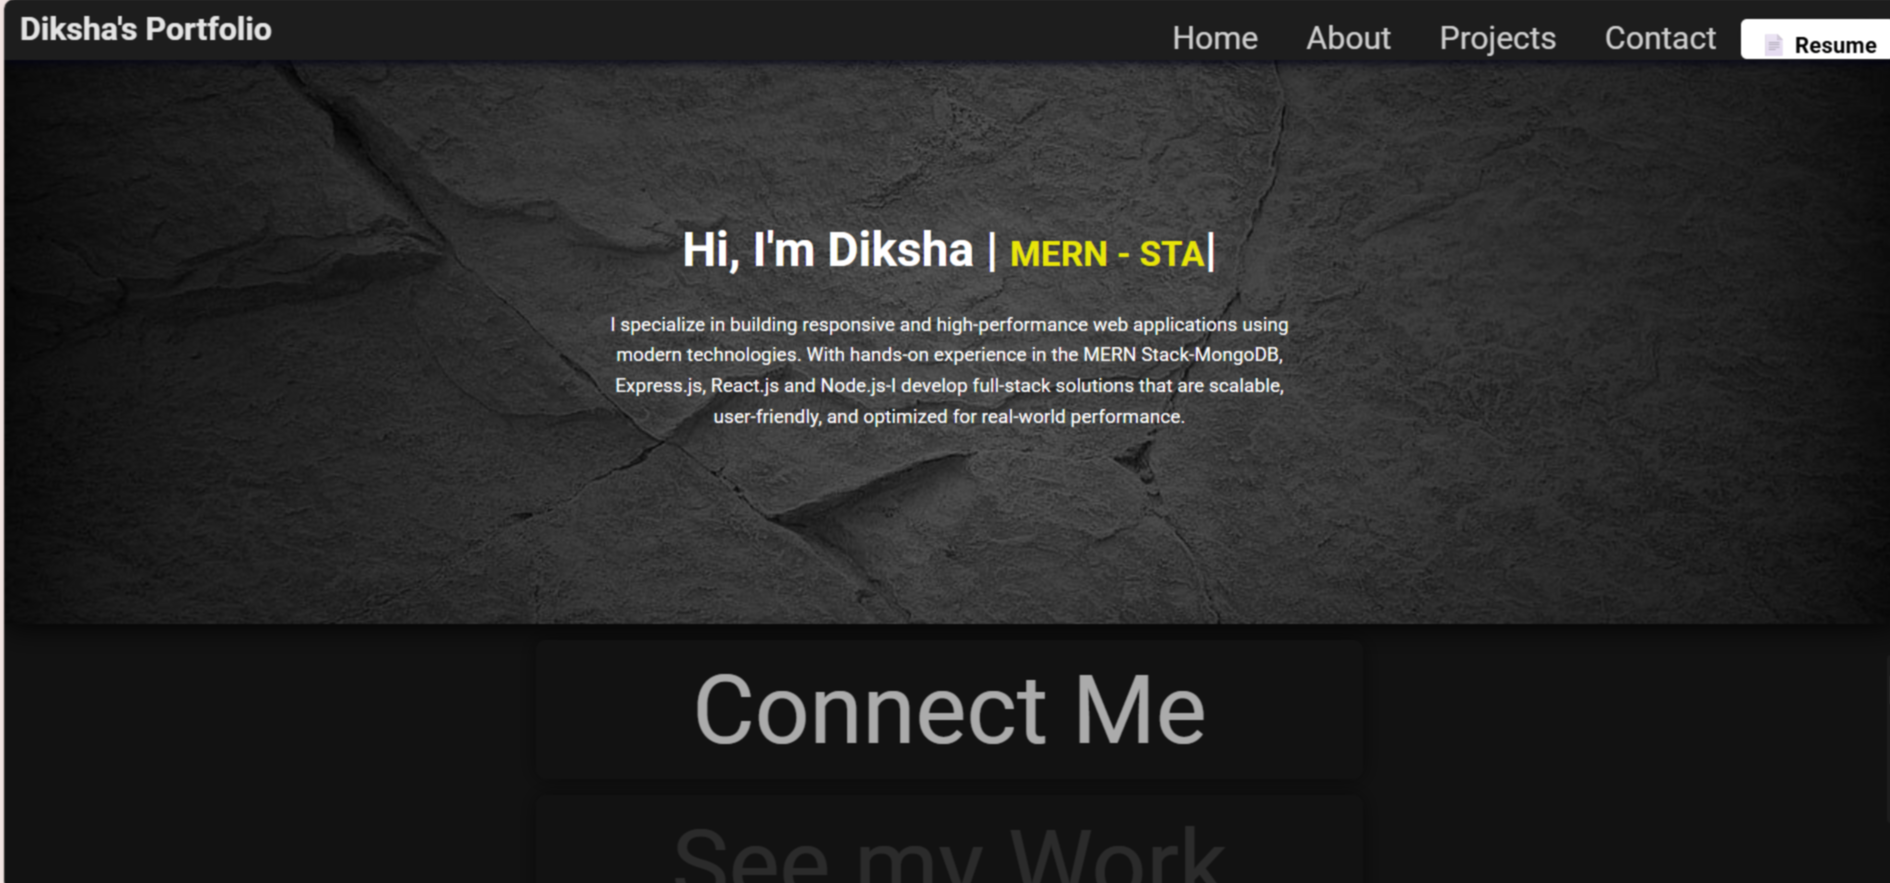 Diksha's Portfolio
Home About Projects Contact Resume
Hi, I'm Diksha | MERN - STA|
I specialize in building responsive and high-performance web applications using
modern technologies. With hands-on experience in the MERN Stack-MongoDB,
Express.js, React.js and Node.js-I develop full-stack solutions that are scalable,
user-friendly, and optimized for real-world performance.
Connect Me
See my Work